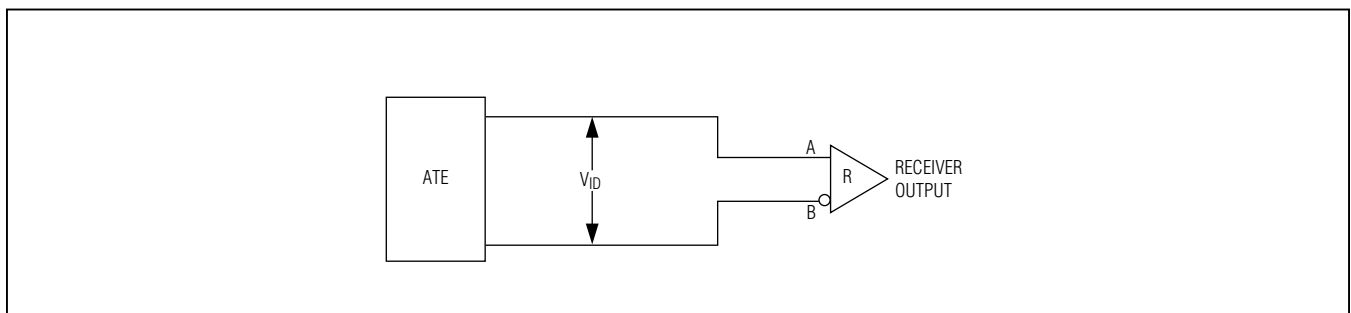 ATE
VID
A
B
R
RECEIVER
OUTPUT